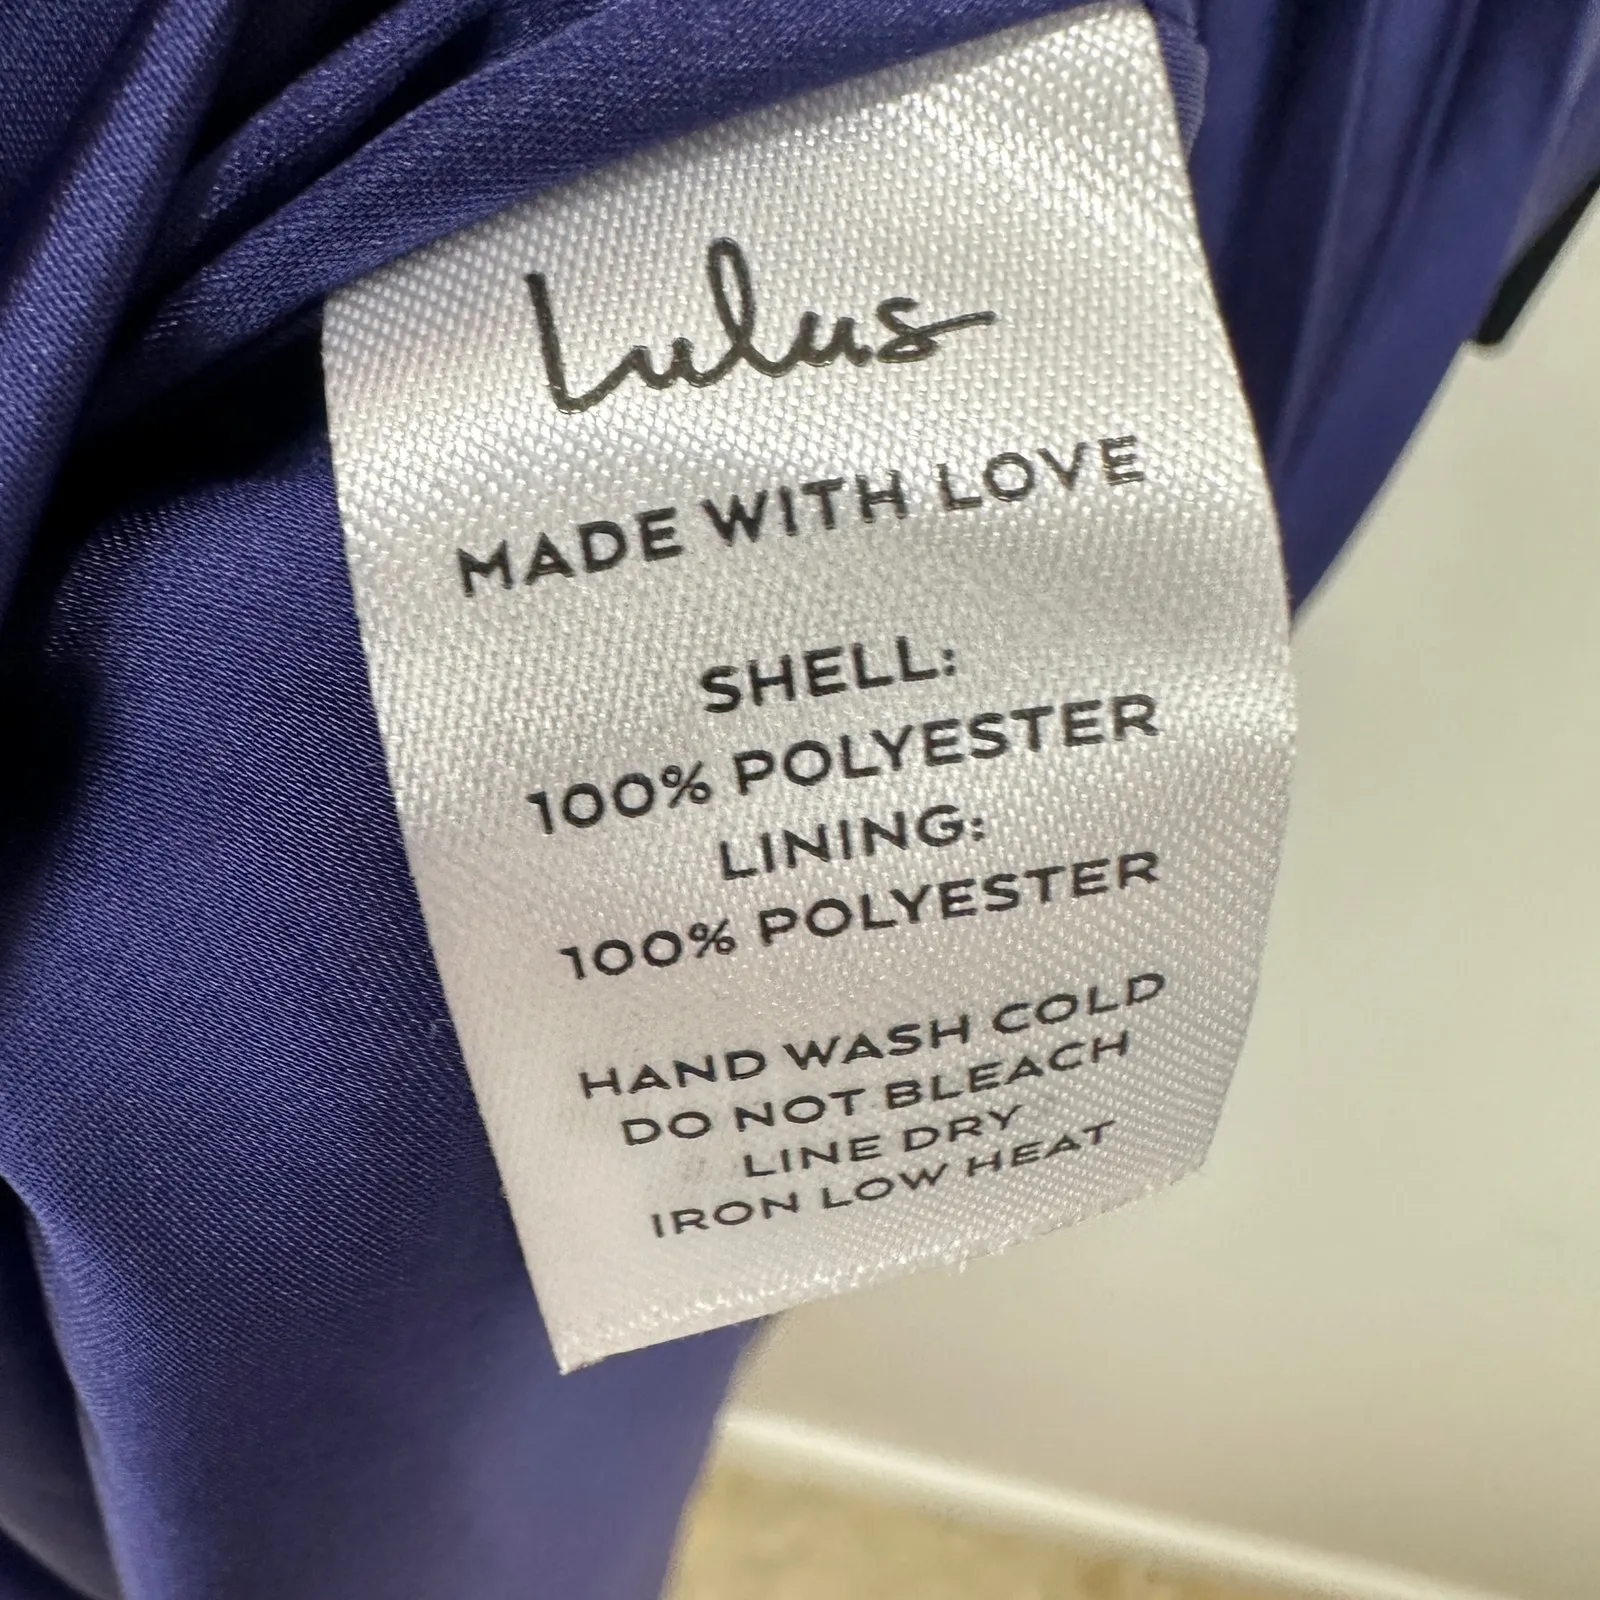 Lulus
MADE WITH LOVE
SHELL:
100% POLYESTER
LINING:
100% POLYESTER
HAND WASH COLD
DO NOT BLEACH
LINE DRY
IRON LOW HEAT